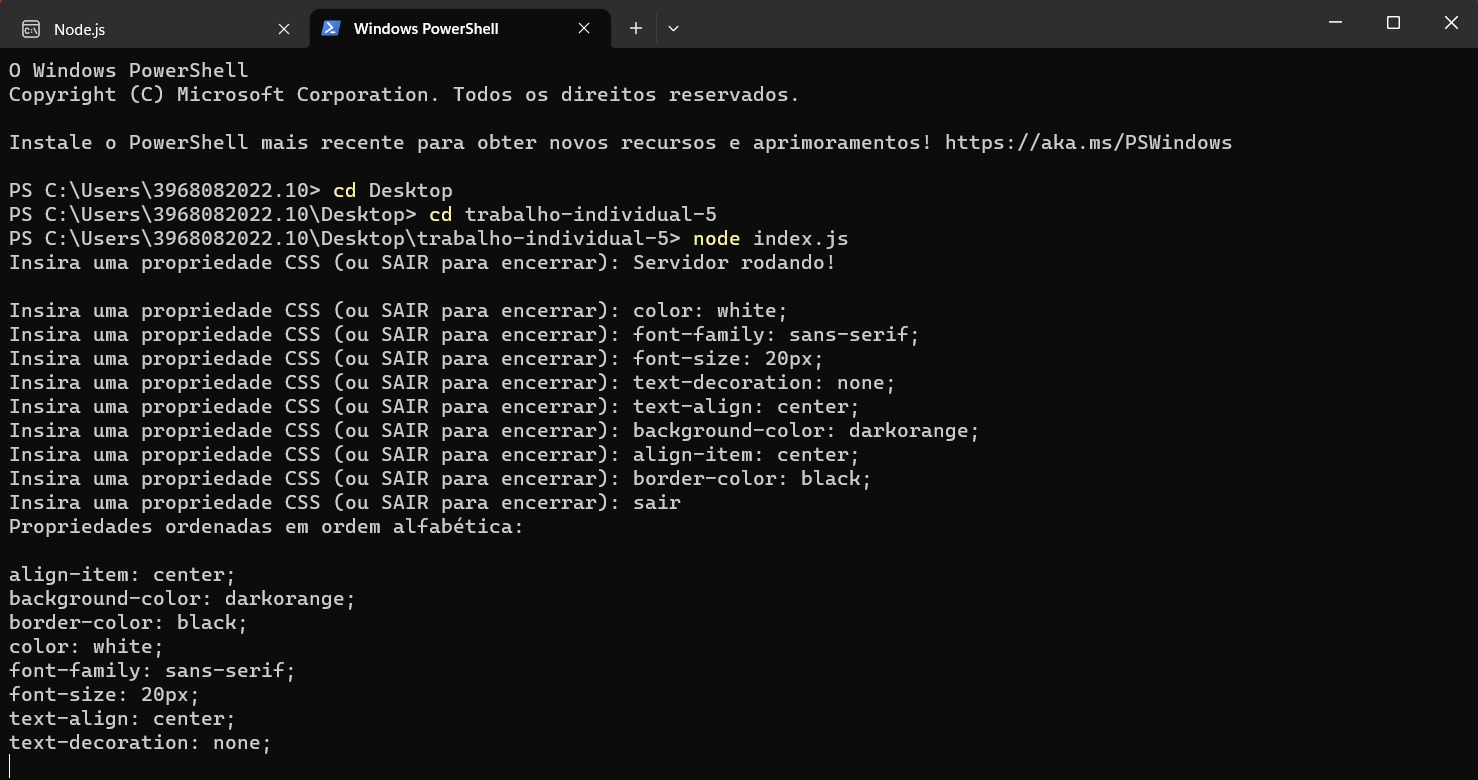 Node.js
Windows PowerShell
O Windows PowerShell
Copyright (C) Microsoft Corporation. Todos os direitos reservados.
Instale o PowerShell mais recente para obter novos recursos e aprimoramentos! https://aka.ms/PSWindows
PS C:\Users\3968082022.10> cd Desktop
PS C:\Users\3968082022.10\Desktop> cd trabalho-individual-5
PS C:\Users\3968082022.10\Desktop\trabalho-individual-5> node index.js
Insira uma propriedade CSS (ou SAIR para encerrar): Servidor rodando!
Insira uma propriedade CSS (ou SAIR para encerrar): color: white;
Insira uma propriedade CSS (ou SAIR para encerrar): font-family: sans-serif;
Insira uma propriedade CSS (ou SAIR para encerrar): font-size: 20px;
Insira uma propriedade CSS (ou SAIR para encerrar): text-decoration: none;
Insira uma propriedade CSS (ou SAIR para encerrar): text-align: center;
Insira uma propriedade CSS (ou SAIR para encerrar): background-color: darkorange;
Insira uma propriedade CSS (ou SAIR para encerrar): align-item: center;
Insira uma propriedade CSS (ou SAIR para encerrar): border-color: black;
Insira uma propriedade CSS (ou SAIR para encerrar): sair
Propriedades ordenadas em ordem alfabética:
align-item: center;
background-color: darkorange;
border-color: black;
color: white;
font-family: sans-serif;
font-size: 20px;
text-align: center;
text-decoration: none;